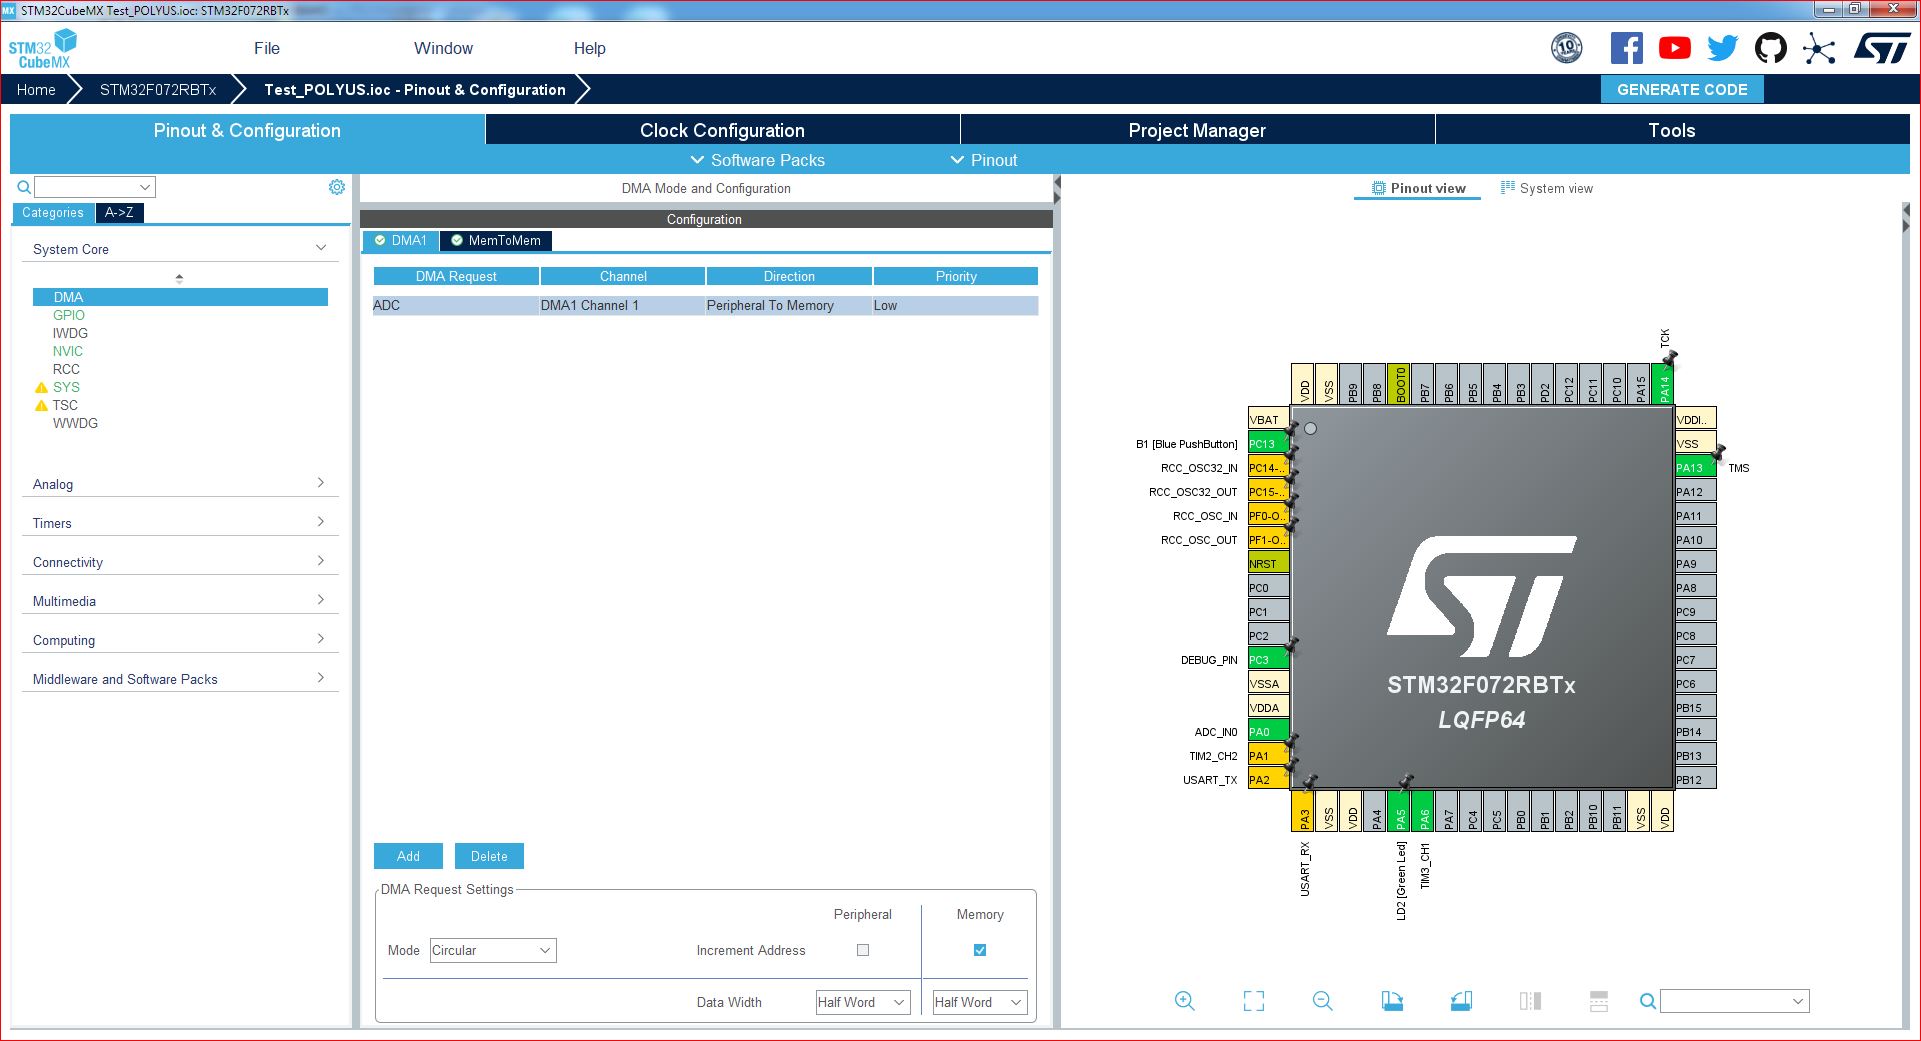 MX STM32CubeMX Test_POLYUS.ioc: STM32F072RBTx
STM32 CubeMX
File Window Help
10
ST
Home STM32F072RBTx Test_POLYUS.ioc - Pinout & Configuration GENERATE CODE
Pinout & Configuration Clock Configuration Project Manager Tools
Software Packs Pinout
Categories A->Z
System Core
DMA
GPIO
IWDG
NVIC
RCC
SYS
TSC
WWDG
Analog
Timers
Connectivity
Multimedia
Computing
Middleware and Software Packs
DMA Mode and Configuration
Configuration
DMA1 MemToMem
DMA Request Channel Direction Priority
ADC DMA1 Channel 1 Peripheral To Memory Low
Add Delete
DMA Request Settings
Peripheral Memory
Mode Circular Increment Address
Data Width Half Word Half Word
Pinout view System view
TCK
VDD VSS PB9 PB8 BOOT0 PB7 PB6 PB5 PB4 PB3 PD2 PC12 PC11 PC10 PA15 PA14
VBAT
B1 [Blue PushButton] PC13
RCC_OSC32_IN PC14-..
RCC_OSC32_OUT PC15-..
RCC_OSC_IN PF0-O..
RCC_OSC_OUT PF1-O..
NRST
PC0
PC1
PC2
DEBUG_PIN PC3
VSSA
VDDA
ADC_IN0 PA0
TIM2_CH2 PA1
USART_TX PA2
STM32F072RBTx
LQFP64
VDDI..
VSS
PA13 TMS
PA12
PA11
PA10
PA9
PA8
PC9
PC8
PC7
PC6
PB15
PB14
PB13
PB12
PA3 VSS VDD PA4 PA5 PA6 PA7 PC4 PC5 PB0 PB1 PB2 PB10 PB11 VSS VDD
USART_RX LD2 [Green Led] TIM3_CH1